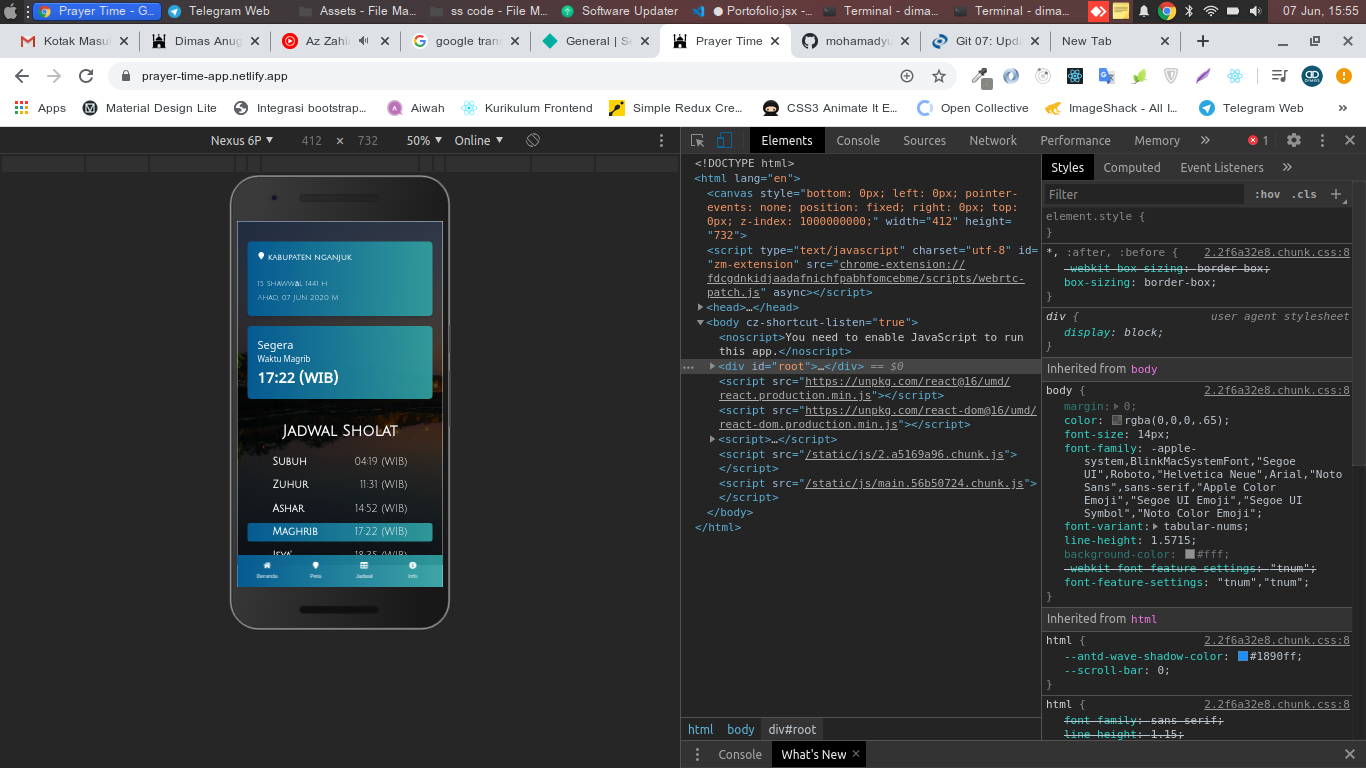 Prayer Time - G...
Telegram Web
Assets - File Ma...
ss code - File M...
Software Updater
● Portofolio.jsx -...
Terminal - dima...
Terminal - dima...
07 Jun, 15:55
Kotak Masu
Dimas Anug
Az Zahi
google tran
General | Se
Prayer Time
mohamadyu
Git 07: Upda
New Tab
prayer-time-app.netlify.app
Apps
Material Design Lite
Integrasi bootstrap...
Aiwah
Kurikulum Frontend
Simple Redux Cre...
CSS3 Animate It E...
Open Collective
ImageShack - All I...
Telegram Web
»
Nexus 6P ▼ 412 × 732 50% ▼ Online ▼
KABUPATEN NGANJUK
15 SHAWWAL 1441 H
AHAD, 07 JUN 2020 M
Segera
Waktu Magrib
17:22 (WIB)
JADWAL SHOLAT
SUBUH 04:19 (WIB)
ZUHUR 11:31 (WIB)
ASHAR 14:52 (WIB)
MAGHRIB 17:22 (WIB)
ISYA' 18:35 (WIB)
Beranda Peta Jadwal Info
Elements Console Sources Network Performance Memory » 1
<!DOCTYPE html>
<html lang="en">
<canvas style="bottom: 0px; left: 0px; pointer-
events: none; position: fixed; right: 0px; top:
0px; z-index: 1000000000;" width="412" height=
"732">
<script type="text/javascript" charset="utf-8" id=
"zm-extension" src="chrome-extension://
fdcgdnkidjaadafnichfpabhfomcebme/scripts/webrtc-
patch.js" async></script>
<head>…</head>
<body cz-shortcut-listen="true">
<noscript>You need to enable JavaScript to run
this app.</noscript>
<div id="root">…</div> == $0
<script src="https://unpkg.com/react@16/umd/
react.production.min.js"></script>
<script src="https://unpkg.com/react-dom@16/umd/
react-dom.production.min.js"></script>
<script>…</script>
<script src="/static/js/2.a5169a96.chunk.js">
</script>
<script src="/static/js/main.56b50724.chunk.js">
</script>
</body>
</html>
html body div#root
Console What's New ×
Styles Computed Event Listeners »
Filter :hov .cls +
element.style {
}
*, :after, :before { 2.2f6a32e8.chunk.css:8
-webkit-box-sizing: border-box;
box-sizing: border-box;
}
div { user agent stylesheet
display: block;
}
Inherited from body
body { 2.2f6a32e8.chunk.css:8
margin: 0;
color: rgba(0,0,0,.65);
font-size: 14px;
font-family: -apple-
system,BlinkMacSystemFont,"Segoe
UI",Roboto,"Helvetica Neue",Arial,"Noto
Sans",sans-serif,"Apple Color
Emoji","Segoe UI Emoji","Segoe UI
Symbol","Noto Color Emoji";
font-variant: tabular-nums;
line-height: 1.5715;
background-color: #fff;
-webkit-font-feature-settings: "tnum";
font-feature-settings: "tnum","tnum";
}
Inherited from html
html { 2.2f6a32e8.chunk.css:8
--antd-wave-shadow-color: #1890ff;
--scroll-bar: 0;
}
html { 2.2f6a32e8.chunk.css:8
font-family: sans-serif;
line-height: 1.15;